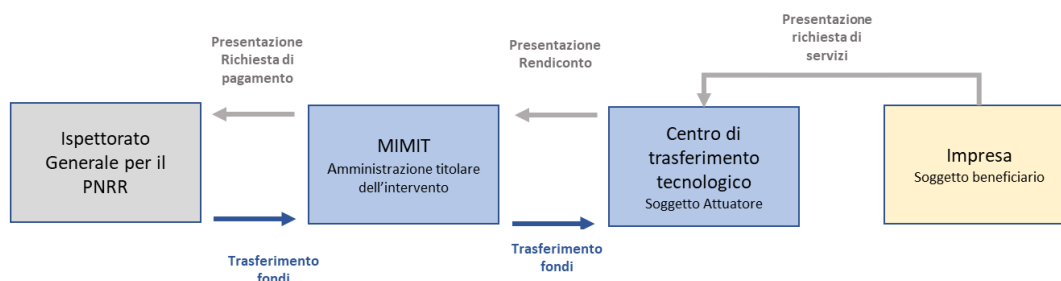 Presentazione
Richiesta di
pagamento
Presentazione
Rendiconto
Presentazione
richiesta di
servizi
Ispettorato
Generale per il
PNRR
MIMIT
Amministrazione titolare
dell'intervento
Centro di
trasferimento
tecnologico
Soggetto Attuatore
Impresa
Soggetto beneficiario
Trasferimento
fondi
Trasferimento
fondi